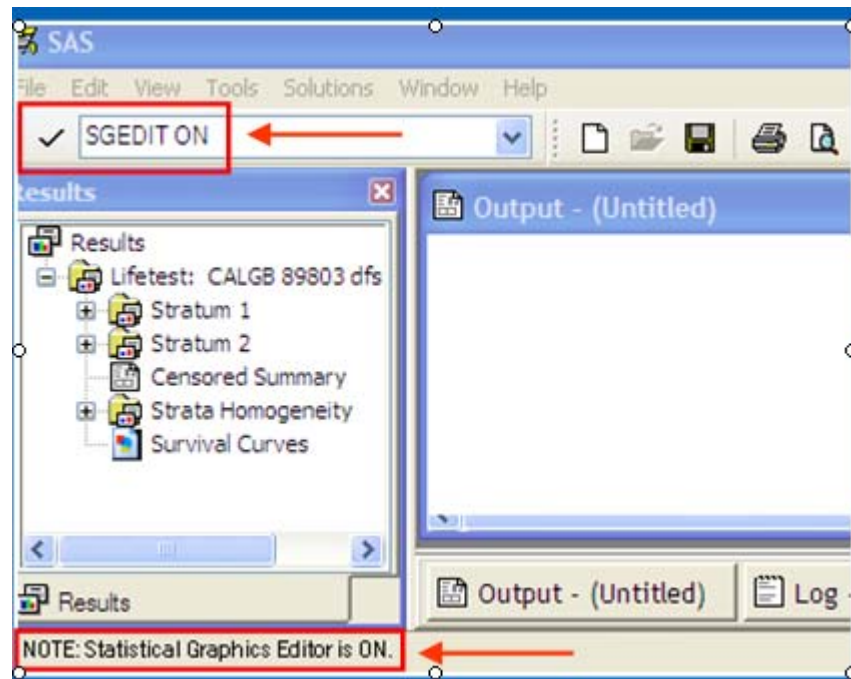 SAS
File Edit View Tools Solutions Window Help
SGEDIT ON
Results
Output - (Untitled)
Results
Lifetest: CALGB 89803 dfs
Stratum 1
Stratum 2
Censored Summary
Strata Homogeneity
Survival Curves
Results
Output - (Untitled)
Log -
NOTE: Statistical Graphics Editor is ON.